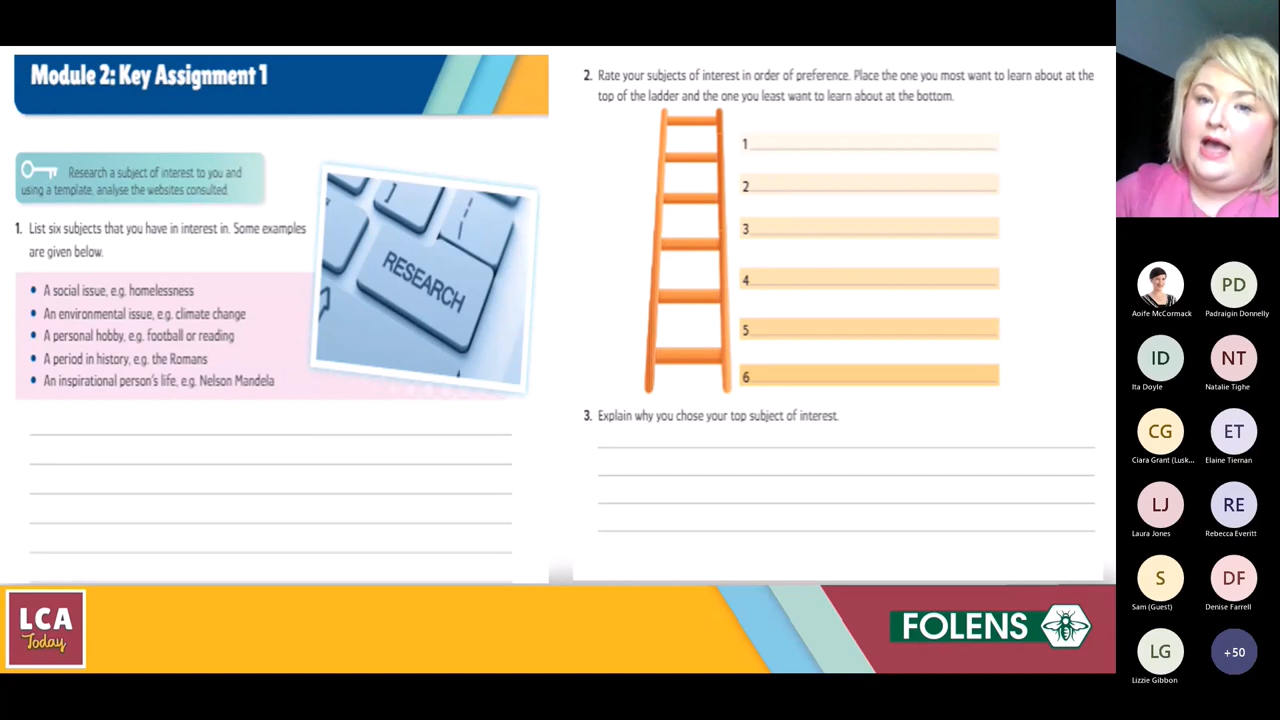 Module 2: Key Assignment 1
Research a subject of interest to you and
using a template, analyse the websites consulted.
1. List six subjects that you have in interest in. Some examples
are given below.
• A social issue, e.g. homelessness
• An environmental issue, e.g. climate change
• A personal hobby, e.g. football or reading
• A period in history, e.g. the Romans
• An inspirational person's life, e.g. Nelson Mandela
RESEARCH
2. Rate your subjects of interest in order of preference. Place the one you most want to learn about at the
top of the ladder and the one you least want to learn about at the bottom.
1
2
3
4
5
6
3. Explain why you chose your top subject of interest.
LCA
Today
FOLENS
Aoife McCormack
PD
Padraigin Donnelly
ID
Ita Doyle
NT
Natalie Tighe
CG
Ciara Grant (Lusk...
ET
Elaine Tiernan
LJ
Laura Jones
RE
Rebecca Everitt
S
Sam (Guest)
DF
Denise Farrell
LG
Lizzie Gibbon
+50